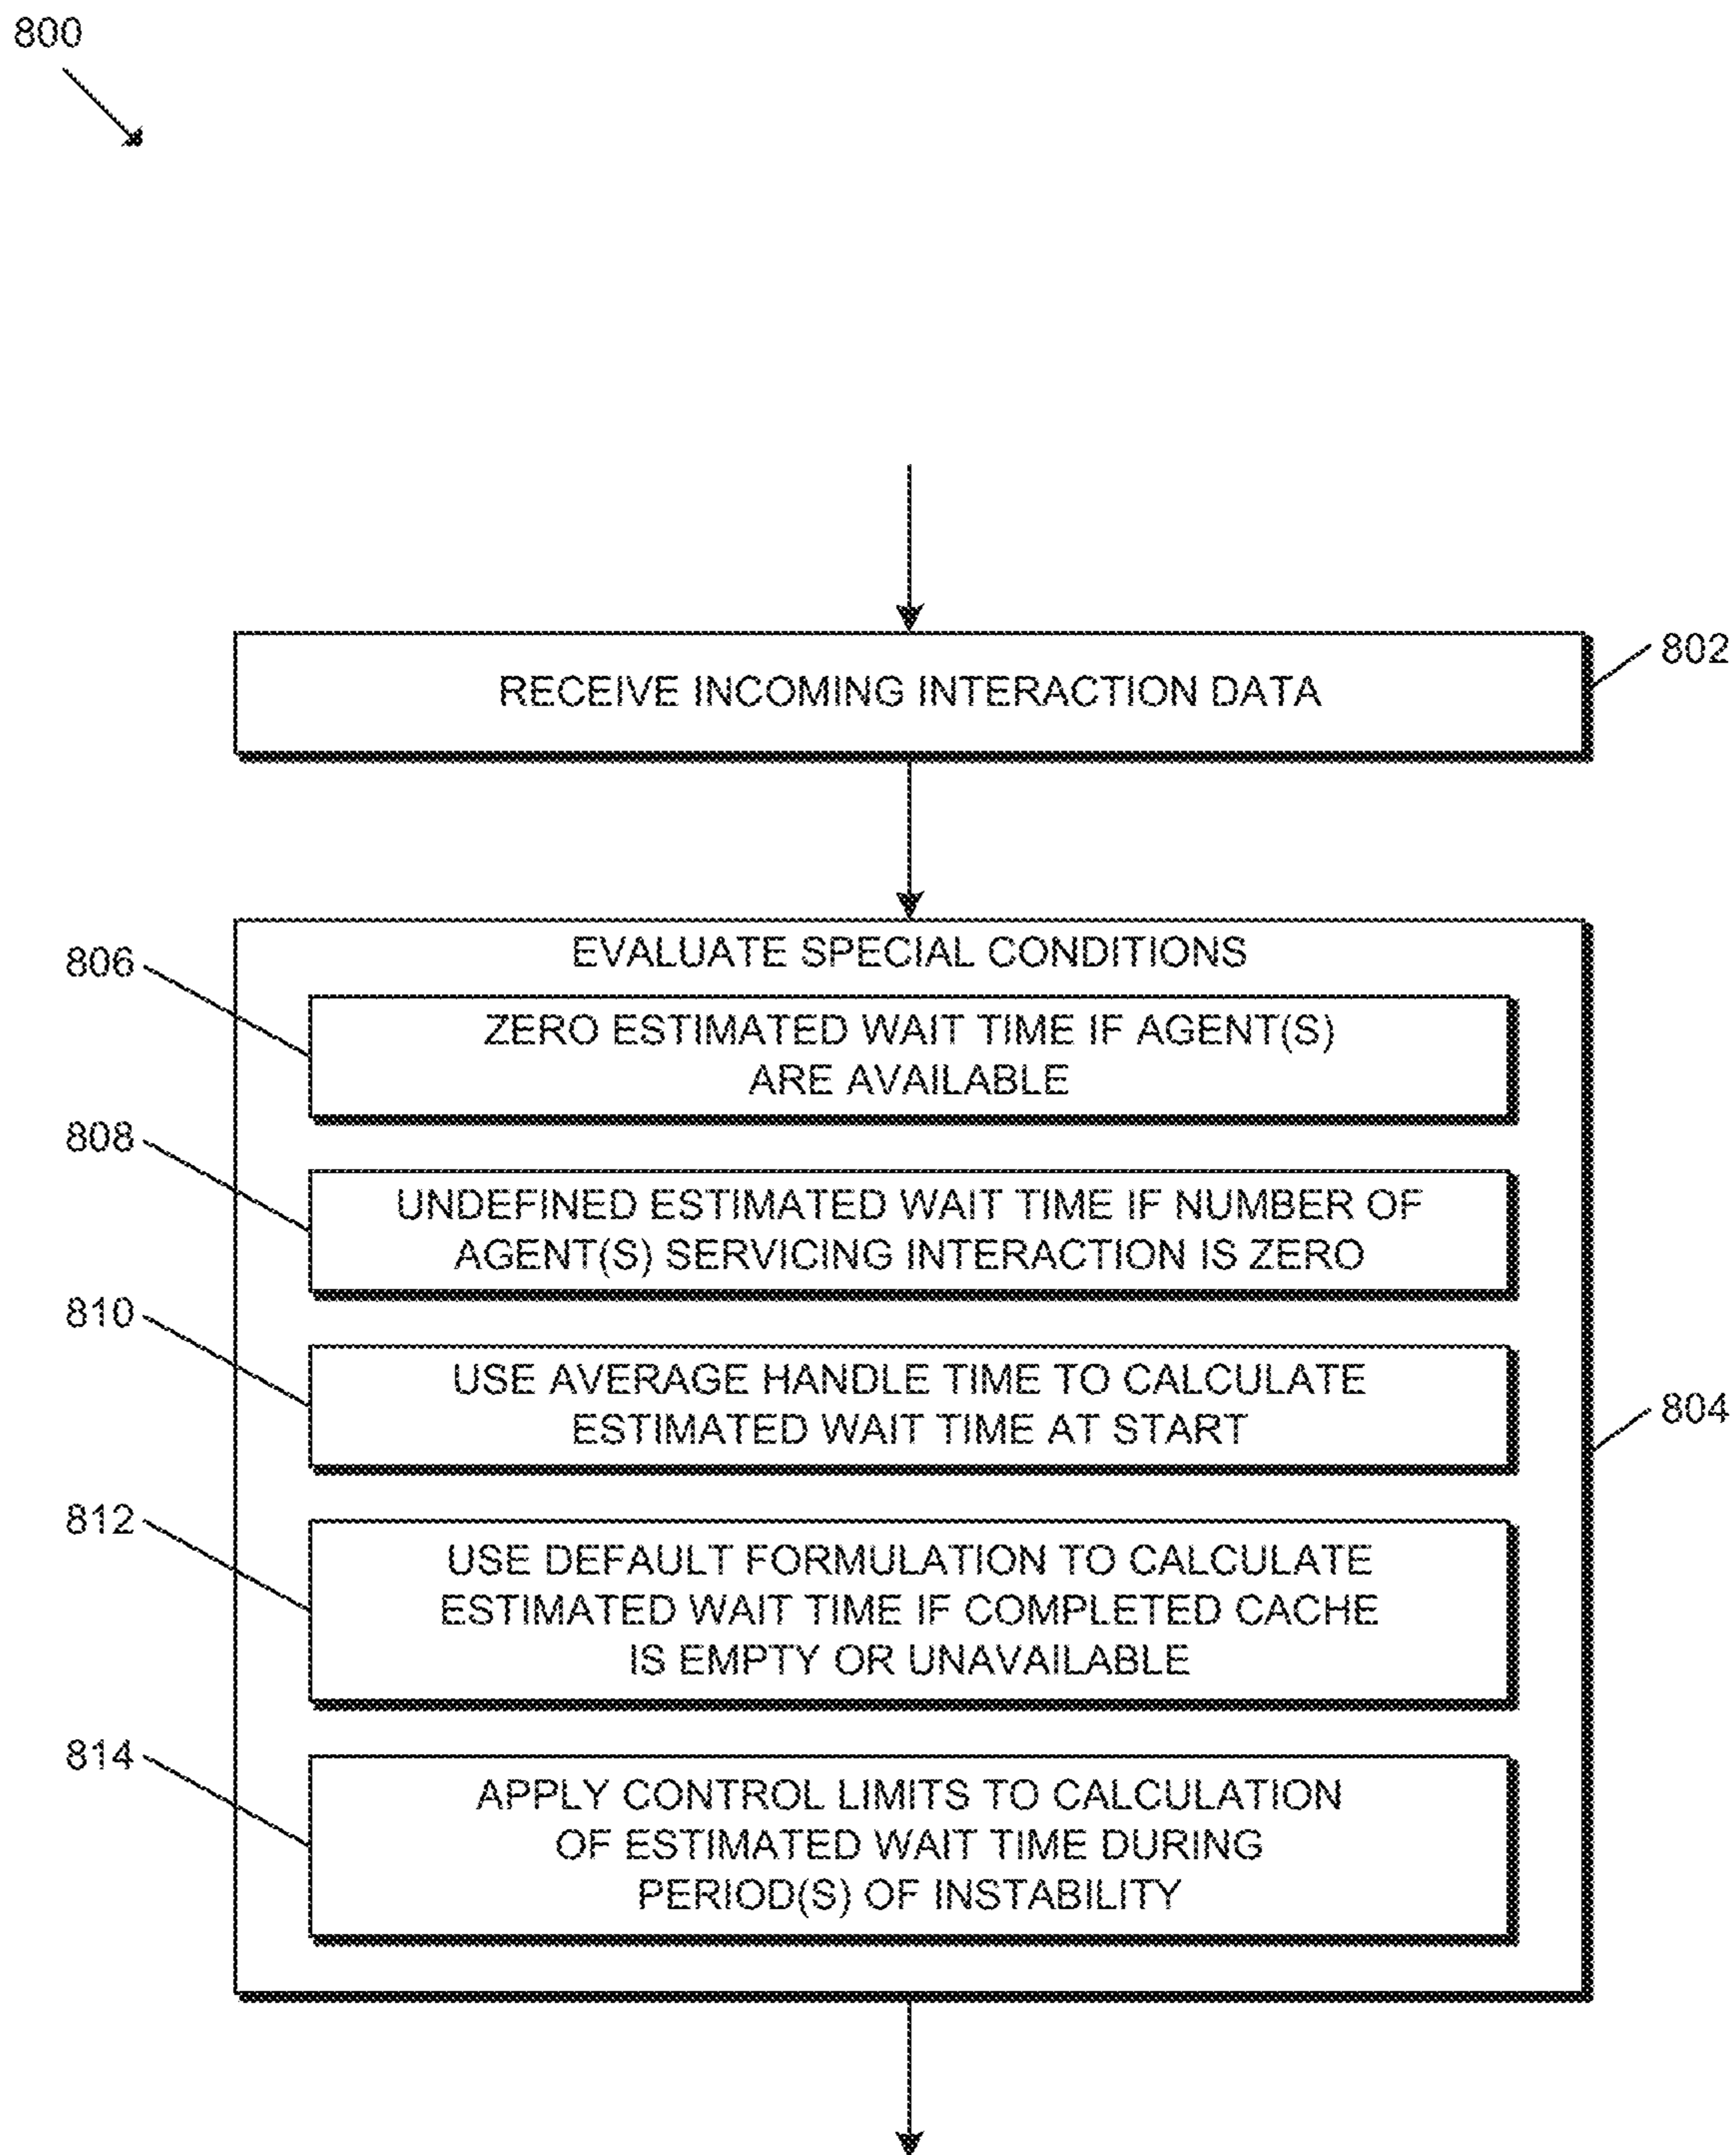 800
RECEIVE INCOMING INTERACTION DATA
802
EVALUATE SPECIAL CONDITIONS
806
ZERO ESTIMATED WAIT TIME IF AGENT(S)
ARE AVAILABLE
808
UNDEFINED ESTIMATED WAIT TIME IF NUMBER OF
AGENT(S) SERVICING INTERACTION IS ZERO
810
USE AVERAGE HANDLE TIME TO CALCULATE
ESTIMATED WAIT TIME AT START
804
812
USE DEFAULT FORMULATION TO CALCULATE
ESTIMATED WAIT TIME IF COMPLETED CACHE
IS EMPTY OR UNAVAILABLE
814
APPLY CONTROL LIMITS TO CALCULATION
OF ESTIMATED WAIT TIME DURING
PERIOD(S) OF INSTABILITY